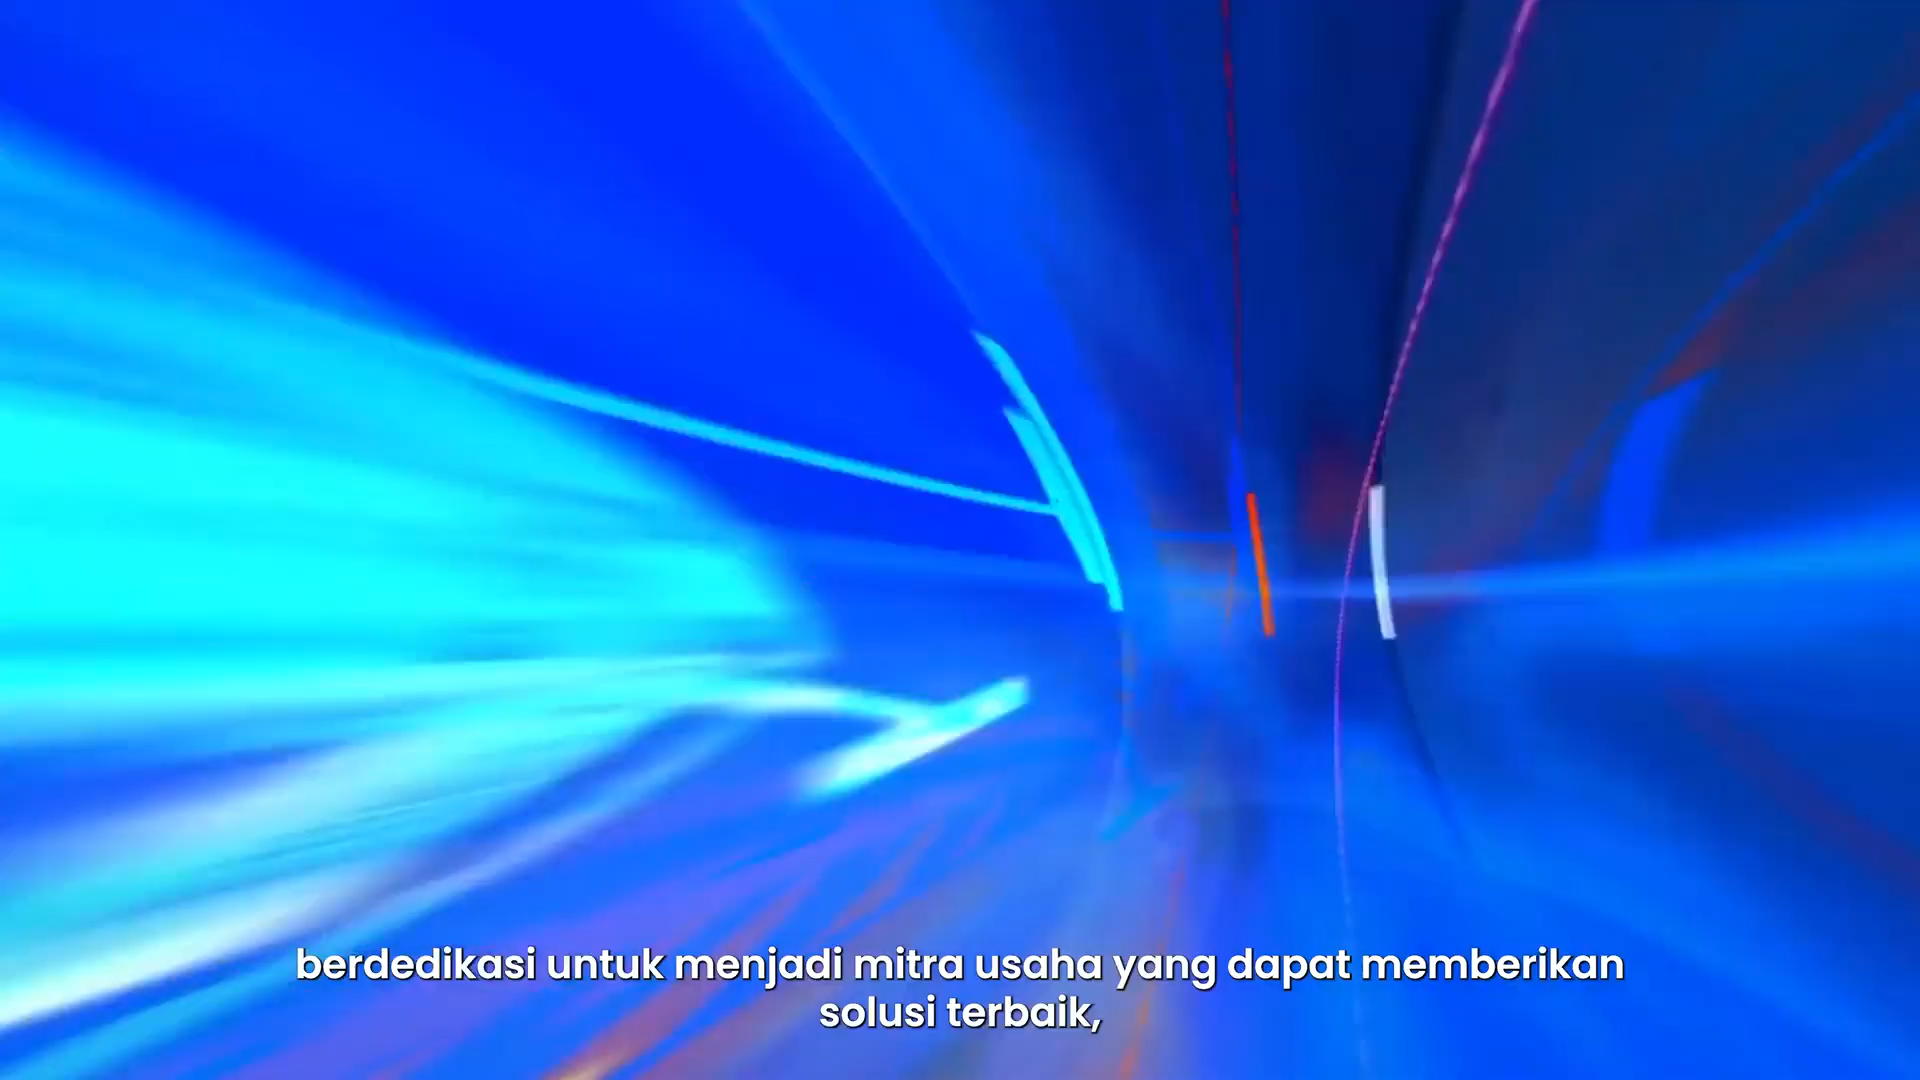 berdedikasi untuk menjadi mitra usaha yang dapat memberikan
solusi terbaik,